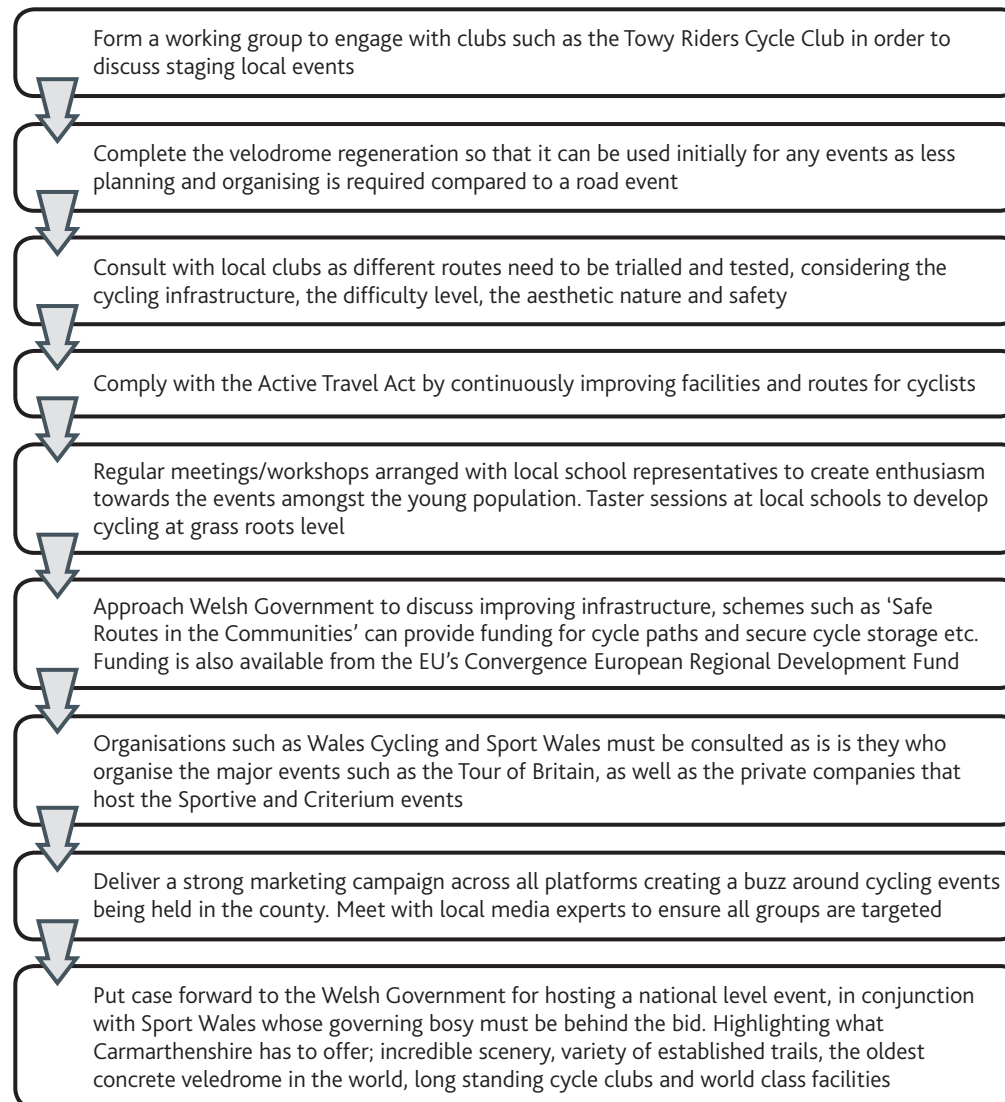 Form a working group to engage with clubs such as the Towy Riders Cycle Club in order to
discuss staging local events
Complete the velodrome regeneration so that it can be used initially for any events as less
planning and organising is required compared to a road event
Consult with local clubs as different routes need to be trialled and tested, considering the
cycling infrastructure, the difficulty level, the aesthetic nature and safety
Comply with the Active Travel Act by continuously improving facilities and routes for cyclists
Regular meetings/workshops arranged with local school representatives to create enthusiasm
towards the events amongst the young population. Taster sessions at local schools to develop
cycling at grass roots level
Approach Welsh Government to discuss improving infrastructure, schemes such as ‘Safe
Routes in the Communities’ can provide funding for cycle paths and secure cycle storage etc.
Funding is also available from the EU’s Convergence European Regional Development Fund
Organisations such as Wales Cycling and Sport Wales must be consulted as is is they who
organise the major events such as the Tour of Britain, as well as the private companies that
host the Sportive and Criterium events
Deliver a strong marketing campaign across all platforms creating a buzz around cycling events
being held in the county. Meet with local media experts to ensure all groups are targeted
Put case forward to the Welsh Government for hosting a national level event, in conjunction
with Sport Wales whose governing bosy must be behind the bid. Highlighting what
Carmarthenshire has to offer; incredible scenery, variety of established trails, the oldest
concrete veledrome in the world, long standing cycle clubs and world class facilities